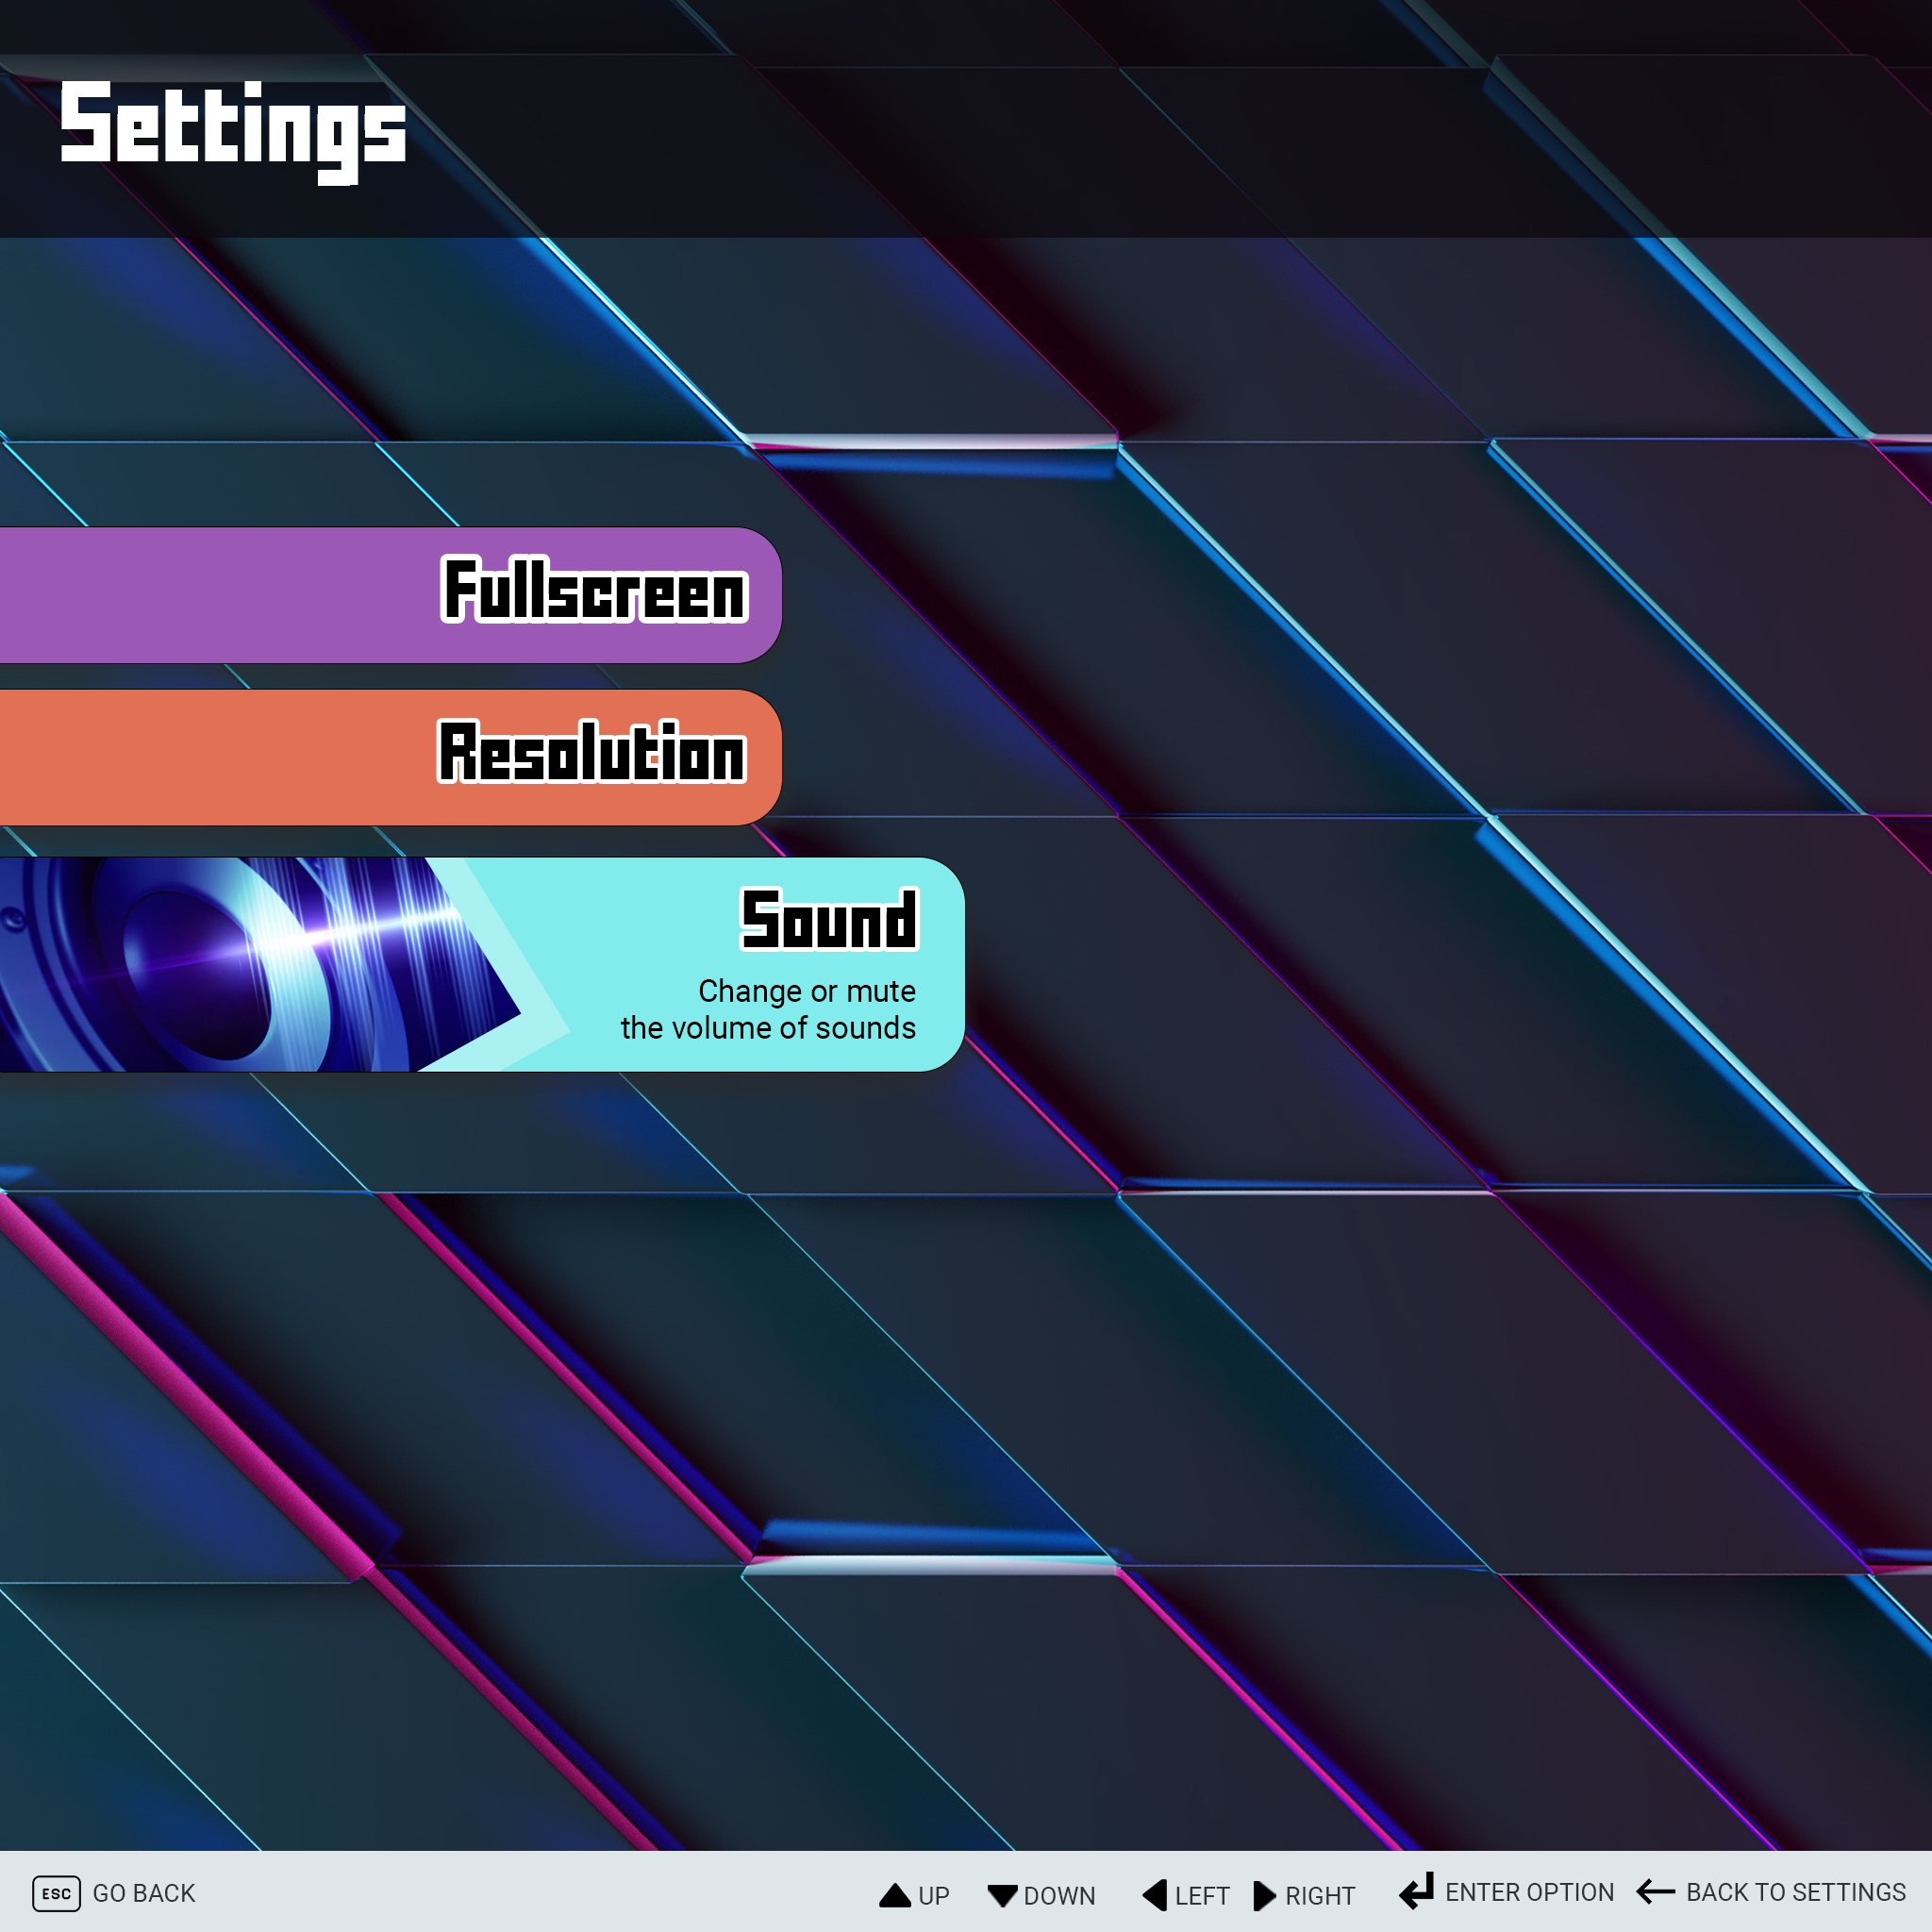 Settings
Fullscreen
Resolution
Sound
Change or mute
the volume of sounds
ESC GO BACK UP DOWN LEFT RIGHT ENTER OPTION BACK TO SETTINGS